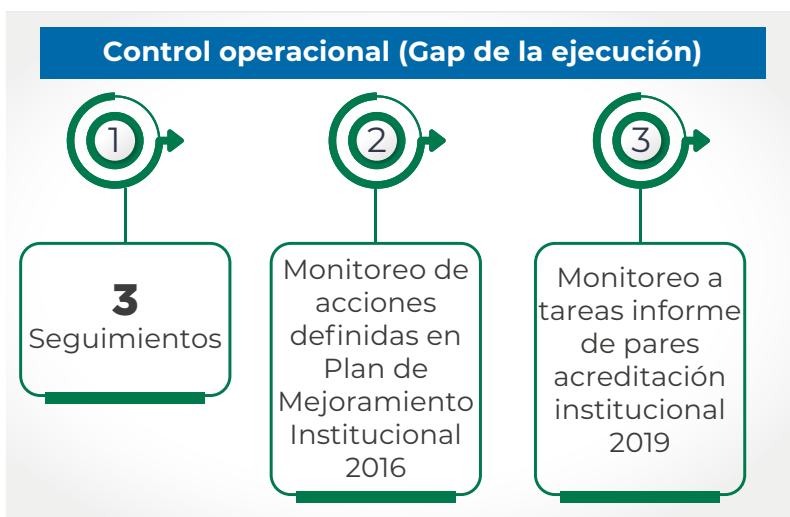 Control operacional (Gap de la ejecución)
1
2
3
3
Seguimientos
Monitoreo de
acciones
definidas en
Plan de
Mejoramiento
Institucional
2016
Monitoreo a
tareas informe
de pares
acreditación
institucional
2019